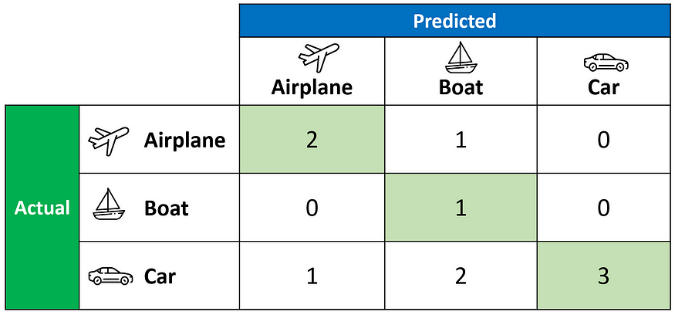 Predicted
Airplane Boat Car
Actual
Airplane 2 1 0
Boat 0 1 0
Car 1 2 3